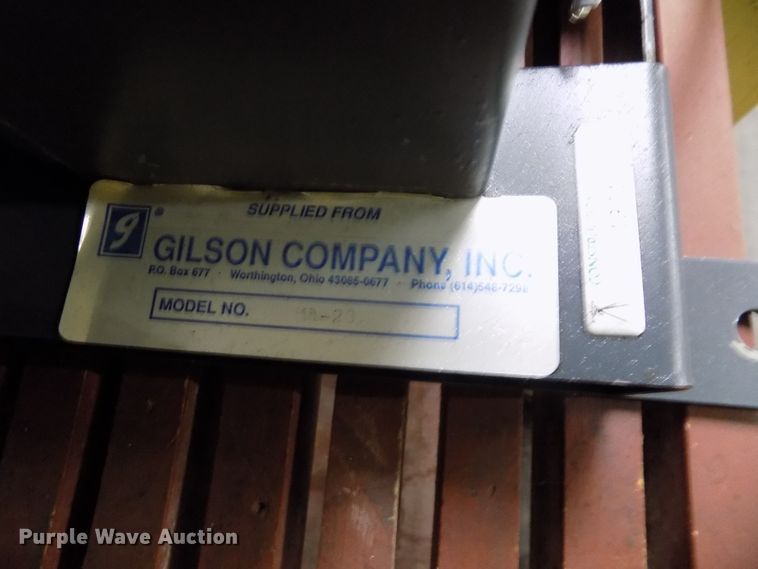 g ®
SUPPLIED FROM
GILSON COMPANY, INC.
P.O. Box 677 · Worthington, Ohio 43085-0677 · Phone (614)548-7298
MODEL NO.
Purple Wave Auction®